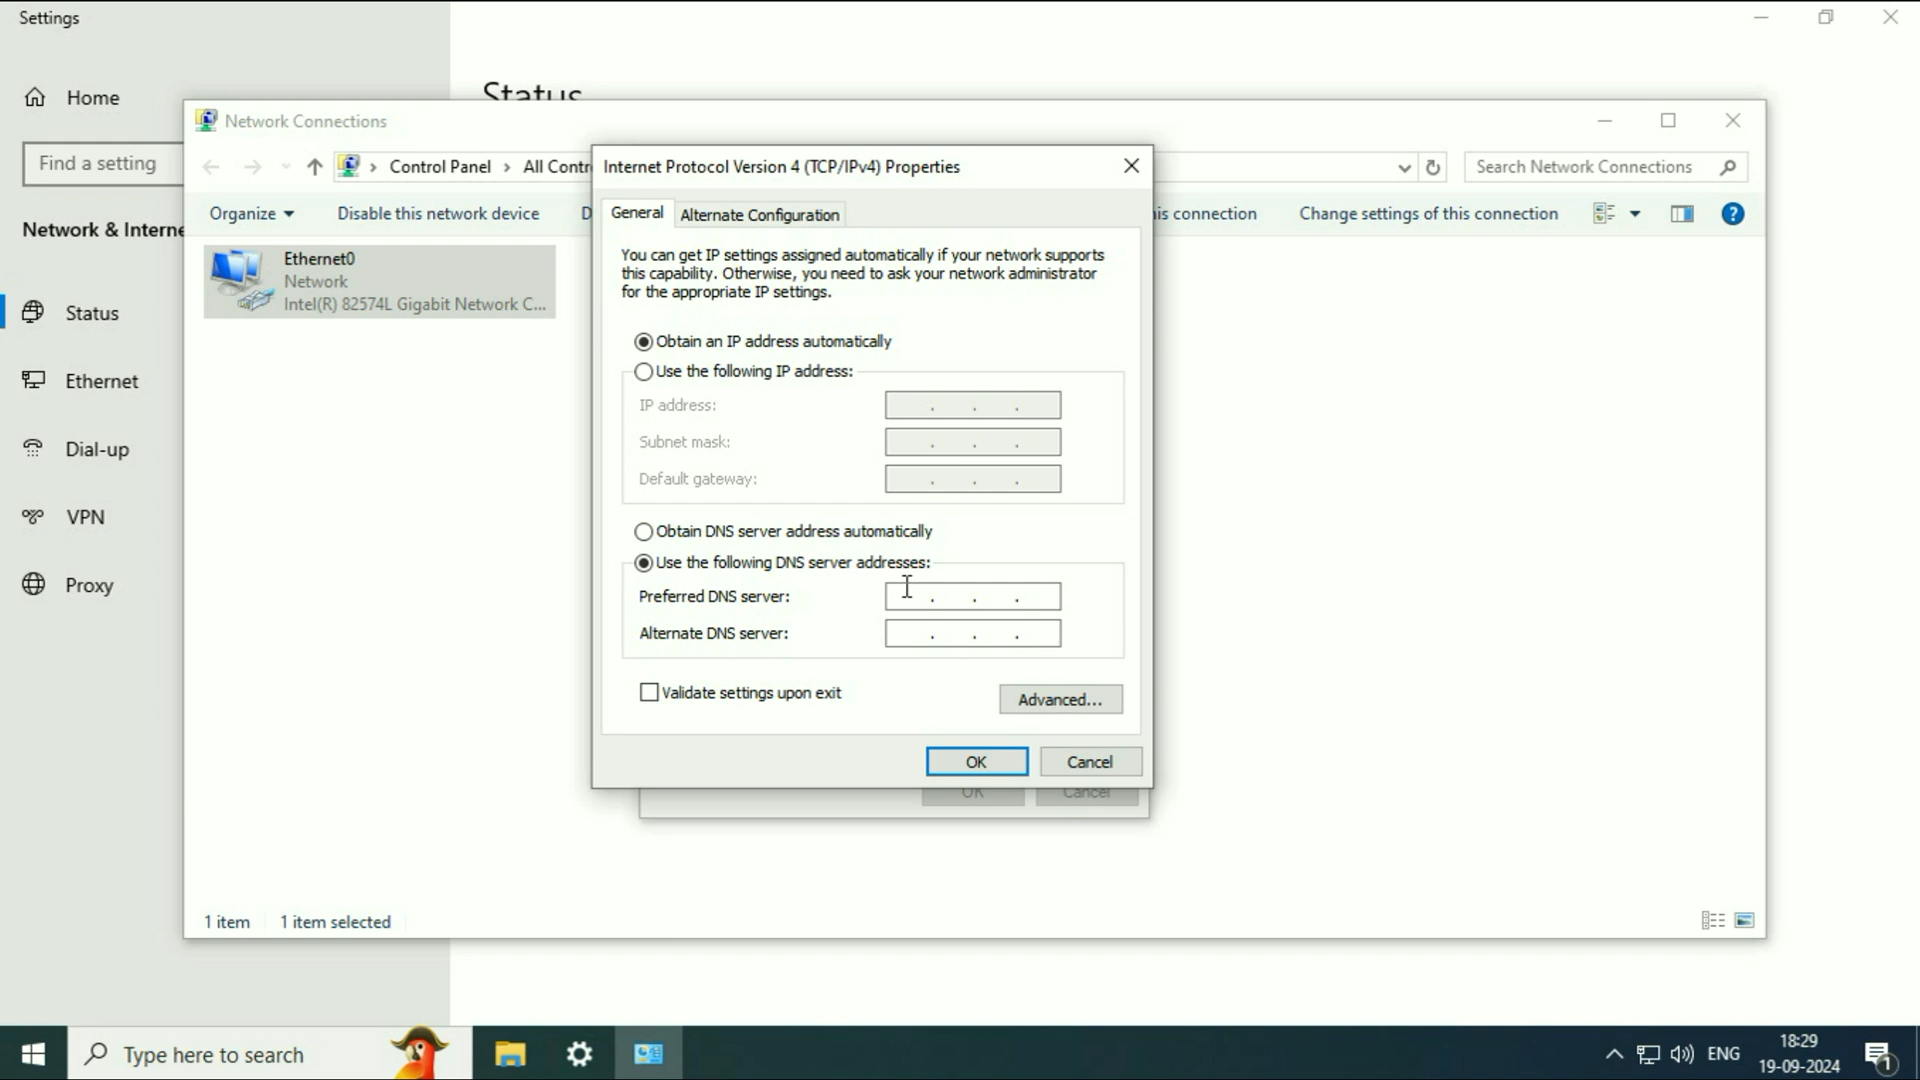 Settings
Home
Find a setting
Network & Interne
Status
Ethernet
Dial-up
VPN
Proxy
Status
Network Connections
Control Panel
All Contr
Search Network Connections
Organize
Disable this network device
D
is connection
Change settings of this connection
?
Ethernet0
Network
Intel(R) 82574L Gigabit Network C...
Internet Protocol Version 4 (TCP/IPv4) Properties
General
Alternate Configuration
You can get IP settings assigned automatically if your network supports
this capability. Otherwise, you need to ask your network administrator
for the appropriate IP settings.
Obtain an IP address automatically
Use the following IP address:
IP address: . . .
Subnet mask: . . .
Default gateway: . . .
Obtain DNS server address automatically
Use the following DNS server addresses:
Preferred DNS server: . . .
Alternate DNS server: . . .
Validate settings upon exit
Advanced...
OK
Cancel
OK
Cancel
1 item
1 item selected
Type here to search
ENG
18:29
19-09-2024
1